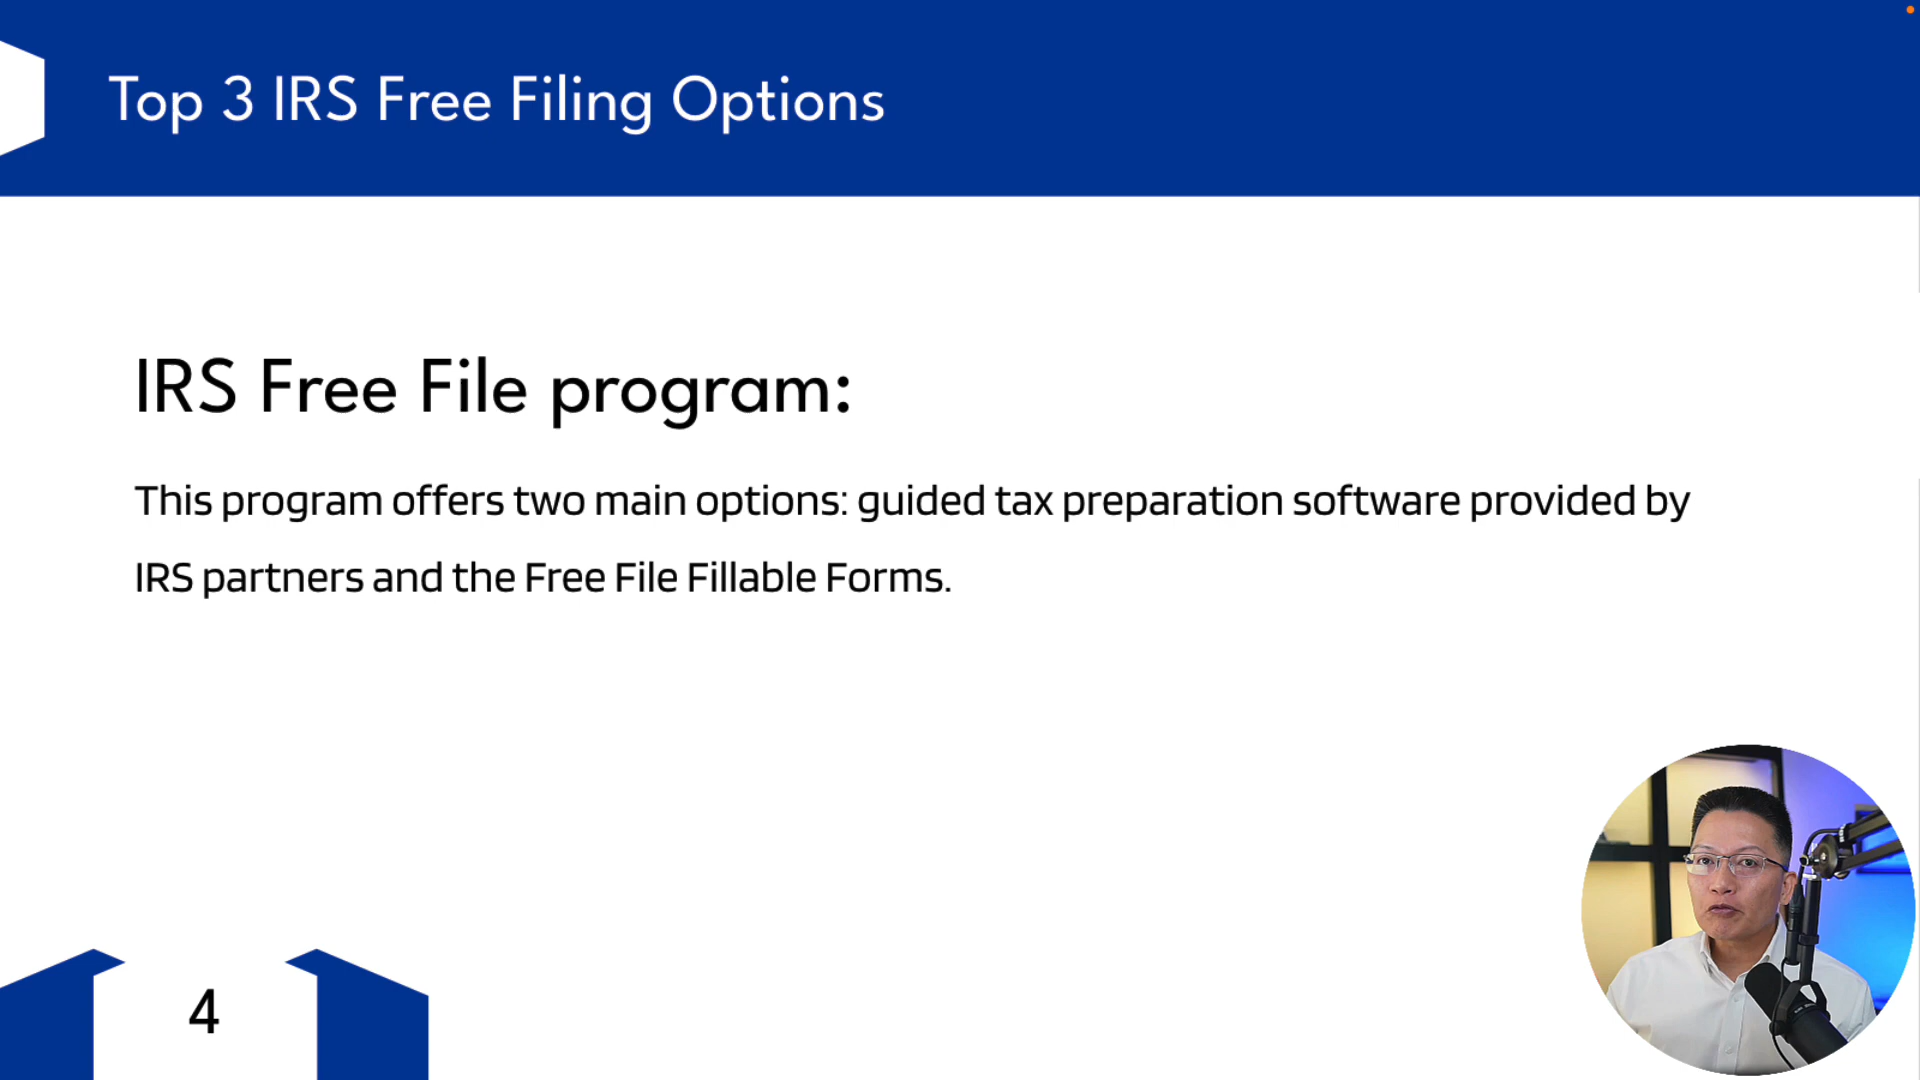 Top 3 IRS Free Filing Options
IRS Free File program:
This program offers two main options: guided tax preparation software provided by
IRS partners and the Free File Fillable Forms.
4